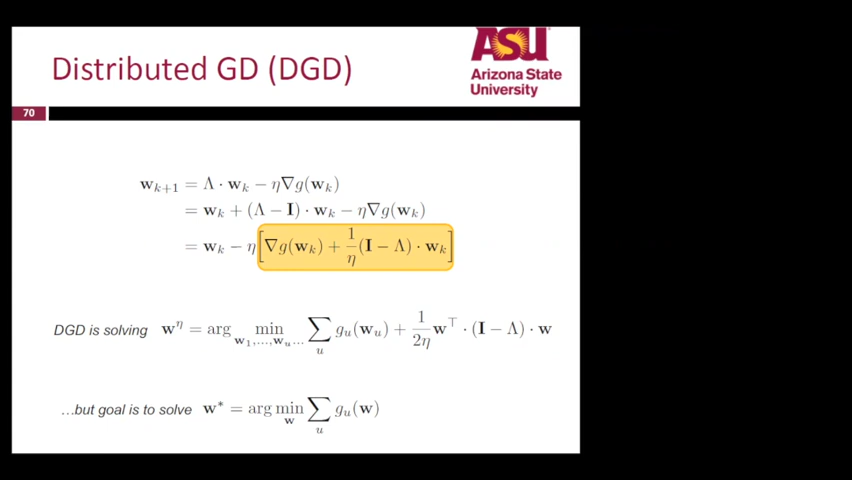 ASU
Distributed GD (DGD)
Arizona State
University
70
w_{k+1} = Λ · w_k − η∇g(w_k)
= w_k + (Λ − I) · w_k − η∇g(w_k)
= w_k − η[∇g(w_k) + 1/η (I − Λ) · w_k]
DGD is solving w^η = arg min_{w_1,...,w_u...} ∑_u g_u(w_u) + 1/2η w^⊤ · (I − Λ) · w
...but goal is to solve w* = arg min_w ∑_u g_u(w)